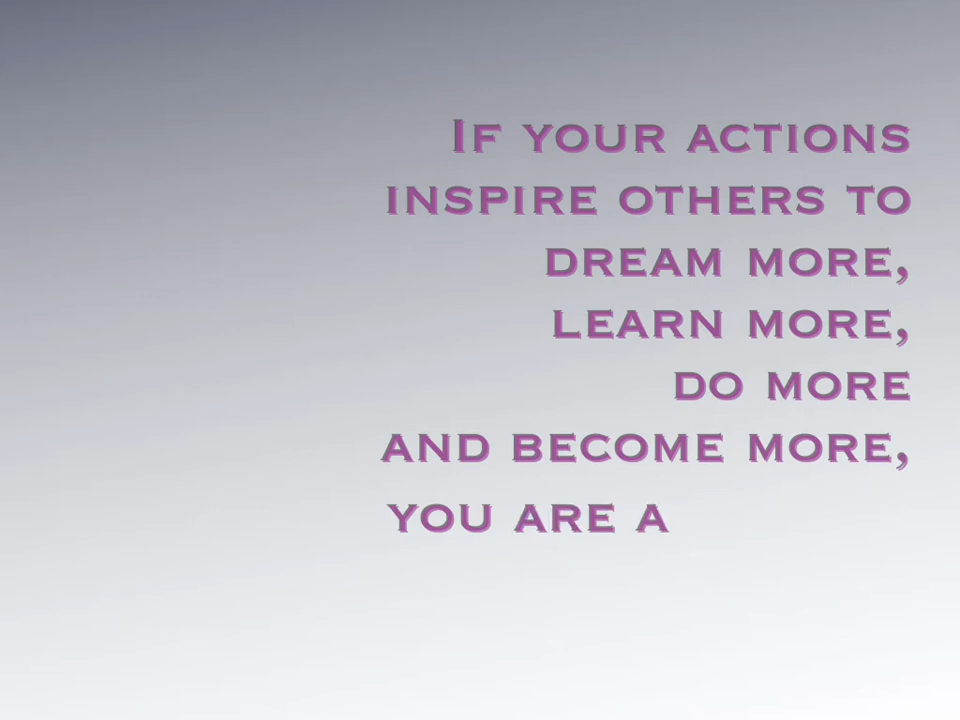 If your actions
inspire others to
dream more,
learn more,
do more
and become more,
you are a